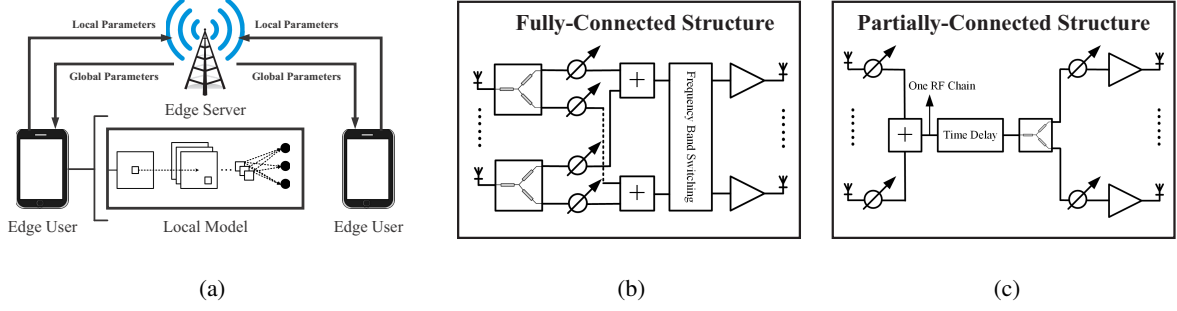 Local Parameters
Local Parameters
Global Parameters
Global Parameters
Edge Server
Edge User
Local Model
Edge User
(a)
Fully-Connected Structure
+
+
Frequency Band Switching
(b)
Partially-Connected Structure
One RF Chain
+
Time Delay
(c)